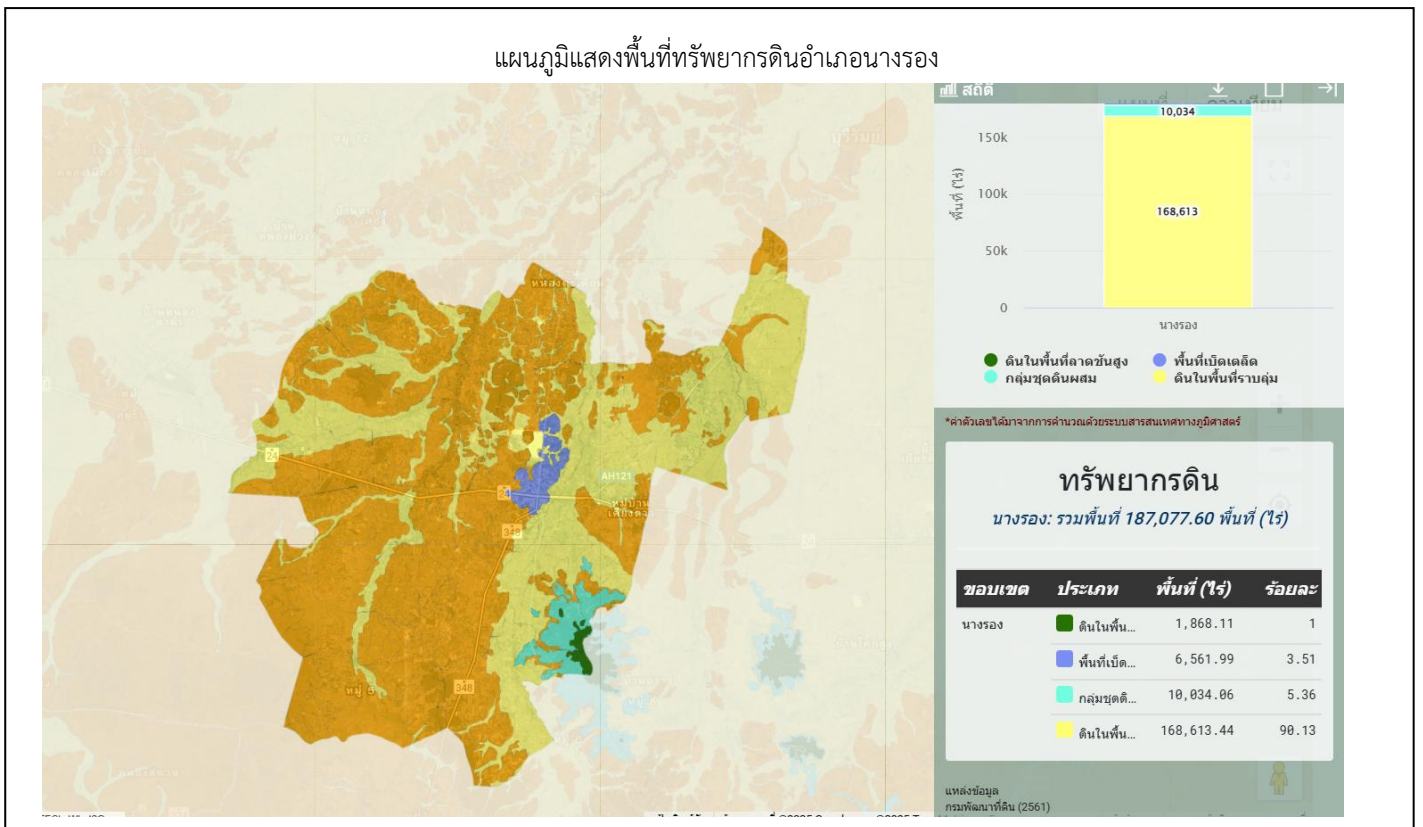 แผนภูมิแสดงพื้นที่ทรัพยากรดินอำเภอนางรอง
สถิติ
10,034
150k
100k
168,613
50k
0
พื้นที่ (ไร่)
นางรอง
ดินในพื้นที่ลาดชันสูง
พื้นที่เบ็ดเตล็ด
กลุ่มชุดดินผสม
ดินในพื้นที่ราบลุ่ม
*ค่าตัวเลขได้มาจากการคำนวณด้วยระบบสารสนเทศทางภูมิศาสตร์
ทรัพยากรดิน
นางรอง: รวมพื้นที่ 187,077.60 พื้นที่ (ไร่)
ขอบเขต ประเภท พื้นที่ (ไร่) ร้อยละ
นางรอง ดินในพื้น... 1,868.11 1
พื้นที่เบ็ด... 6,561.99 3.51
กลุ่มชุดดิ... 10,034.06 5.36
ดินในพื้น... 168,613.44 90.13
แหล่งข้อมูล
กรมพัฒนาที่ดิน (2561)
บุรีรัมย์
24
AH121
24
348
348
หมู่ 5